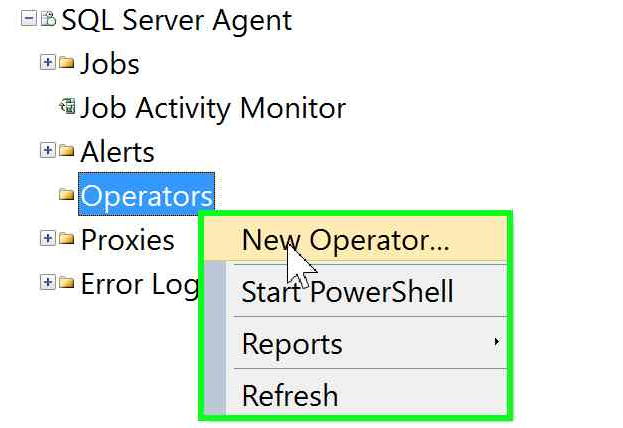 SQL Server Agent
Jobs
Job Activity Monitor
Alerts
Operators
Proxies
New Operator...
Error Log
Start PowerShell
Reports
Refresh